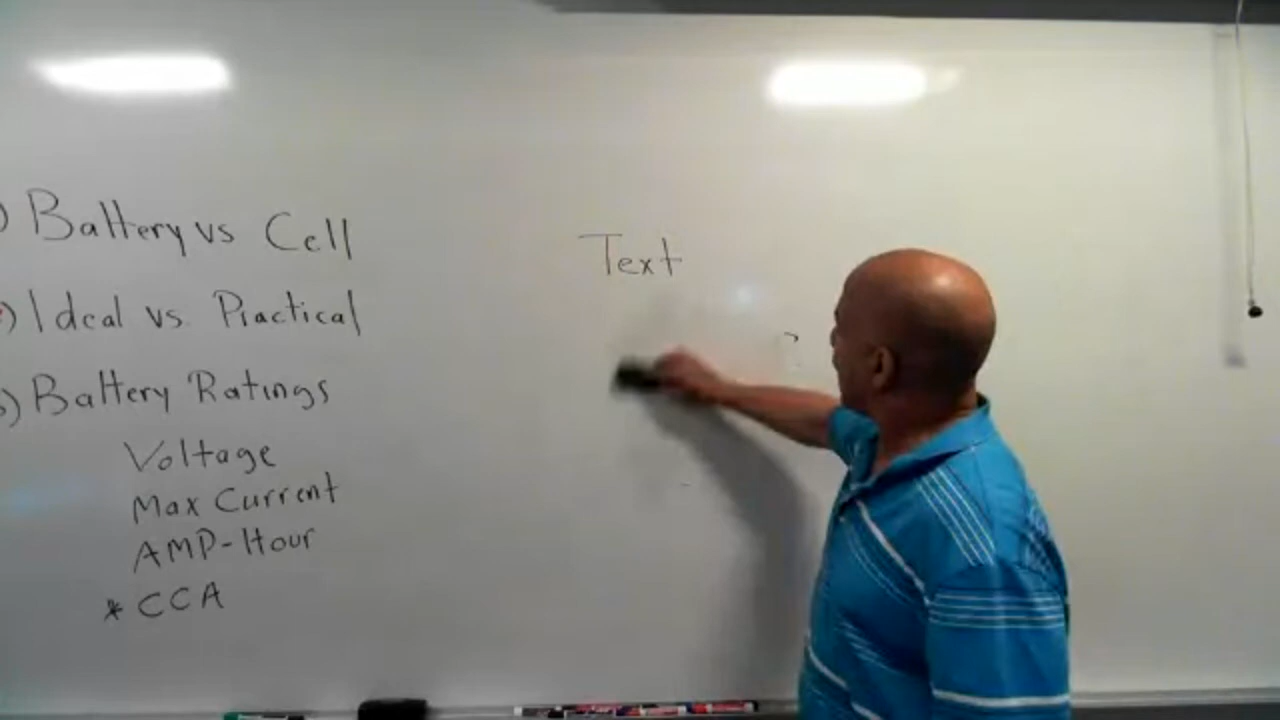 ) Battery vs Cell
) Ideal vs. Practical
) Battery Ratings
Voltage
Max Current
AMP-Hour
* CCA
Text